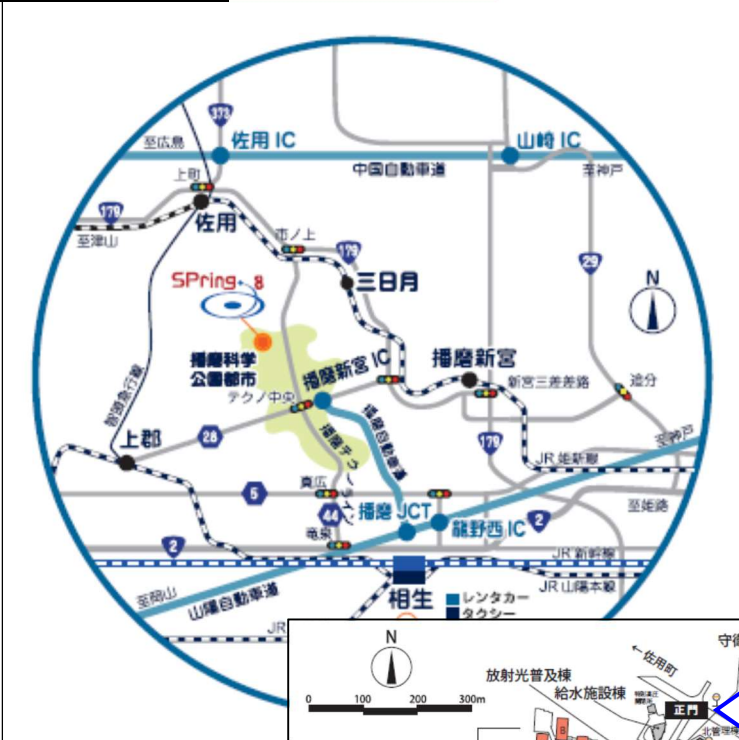 373
至広島
佐用 IC
山崎 IC
中国自動車道
至神戸
上町
179
佐用
至津山
市ノ上
179
29
SPring-8
三日月
N
播磨科学
公園都市
播磨新宮 IC
播磨新宮
テクノ中央
新宮三差差路
追分
智頭急行線
播磨自動車道
28
上郡
179
播磨テクノライン
JR 姫新線
真広
5
44
播磨 JCT
龍野西 IC
2
至姫路
竜泉
2
JR 新幹線
至岡山
山陽自動車道
相生
JR 山陽本線
レンタカー
タクシー
JR
N
0 100 200 300m
←佐用町
守衛
放射光普及棟
給水施設棟
正門
北管理棟
B